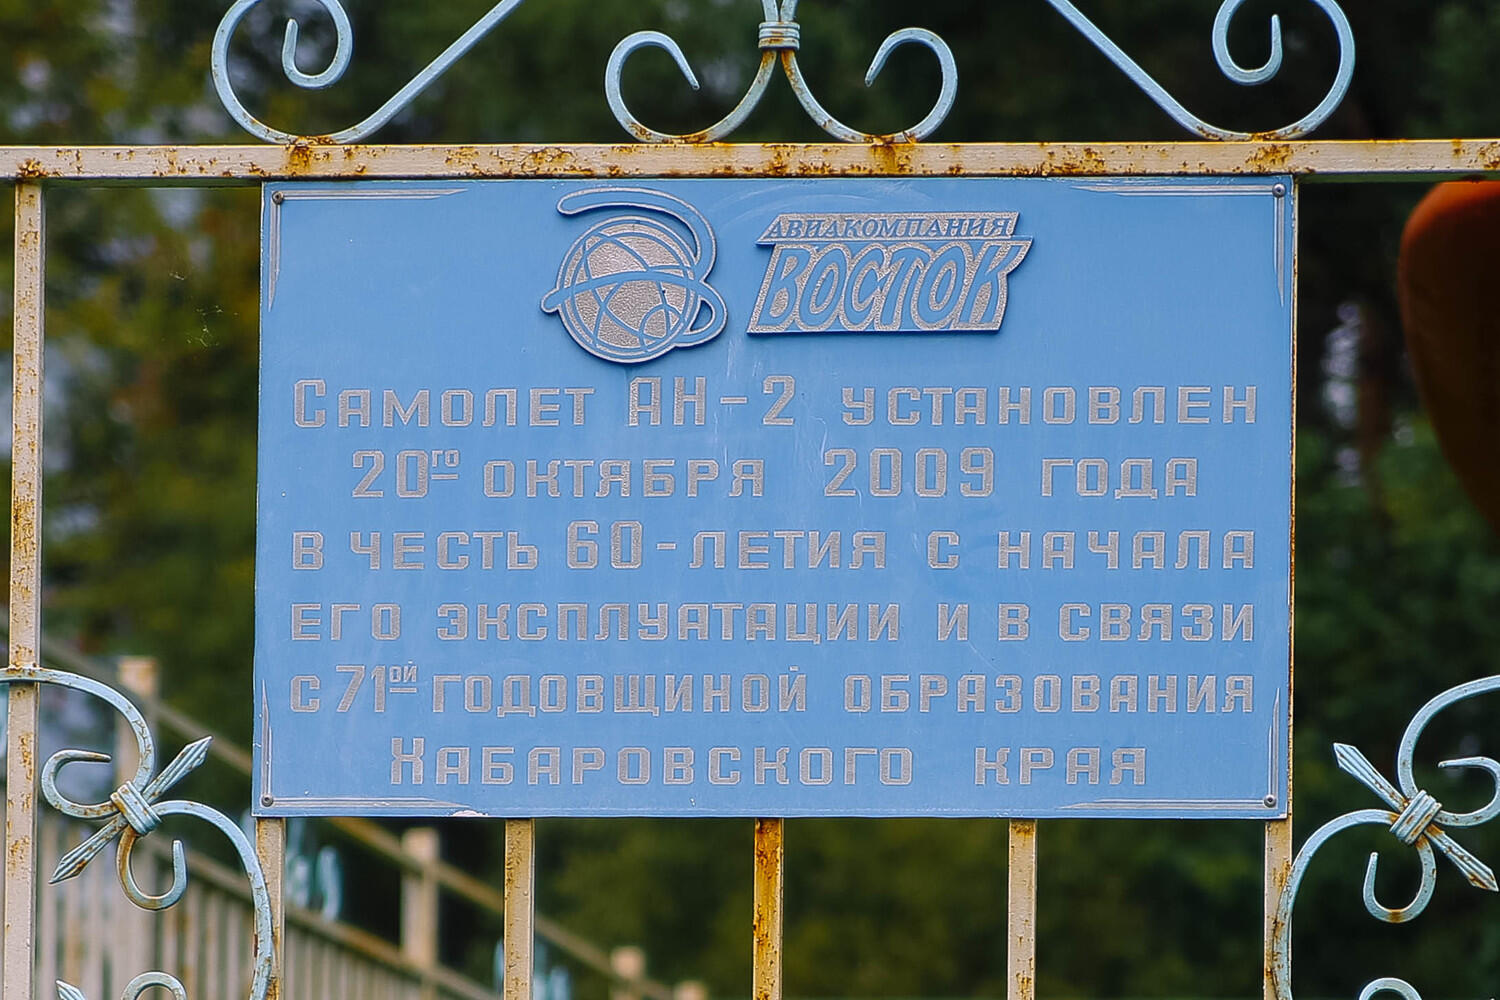 АВИАКОМПАНИЯ
ВОСТОК
Самолет АН-2 установлен
20го октября 2009 года
в честь 60-летия с начала
его эксплуатации и в связи
с 71ой годовщиной образования
Хабаровского края